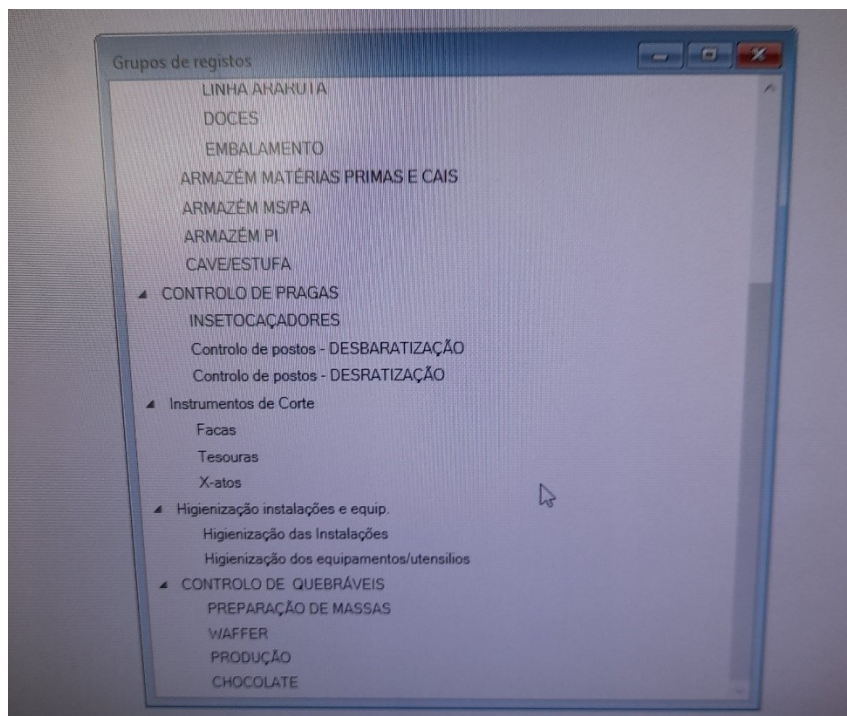 Grupos de registos
LINHA ARARUTA
DOCES
EMBALAMENTO
ARMAZÉM MATÉRIAS PRIMAS E CAIS
ARMAZÉM MS/PA
ARMAZÉM PI
CAVE/ESTUFA
CONTROLO DE PRAGAS
INSETOCAÇADORES
Controlo de postos - DESBARATIZAÇÃO
Controlo de postos - DESRATIZAÇÃO
Instrumentos de Corte
Facas
Tesouras
X-atos
Higienização instalações e equip.
Higienização das Instalações
Higienização dos equipamentos/utensilios
CONTROLO DE QUEBRÁVEIS
PREPARAÇÃO DE MASSAS
WAFFER
PRODUÇÃO
CHOCOLATE